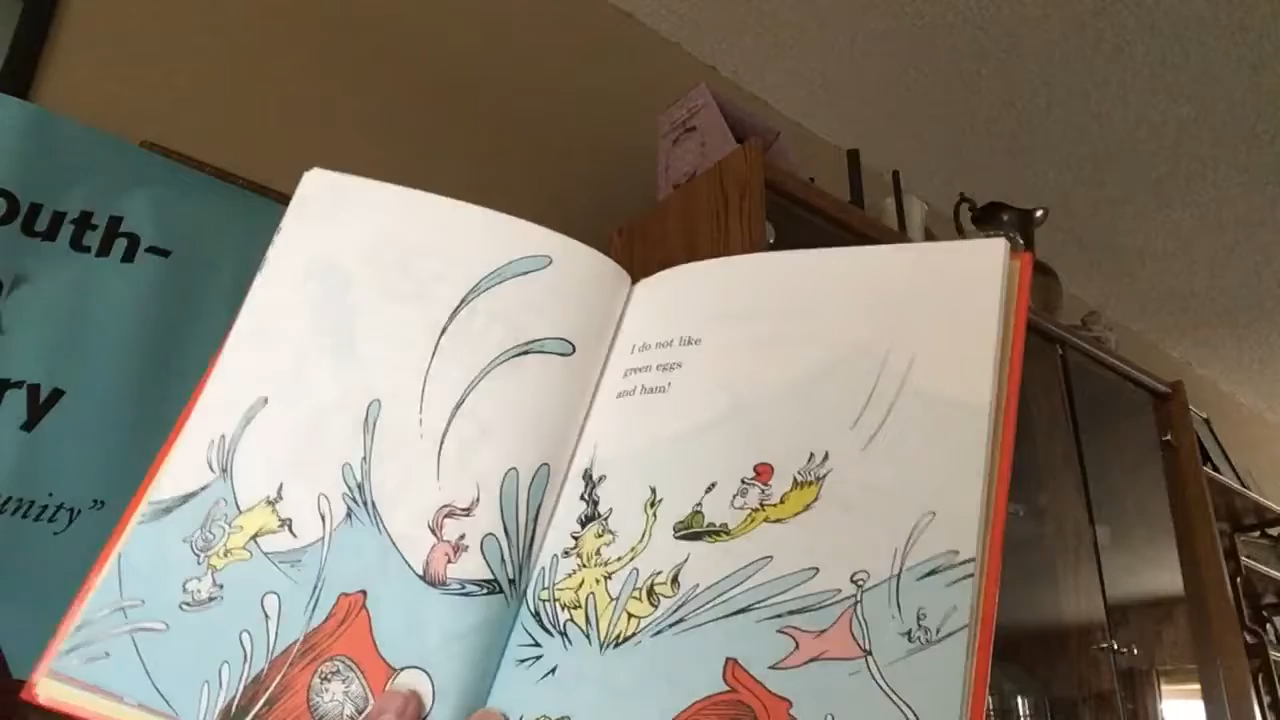 outh-
ry
unity”
I do not like
green eggs
and ham!